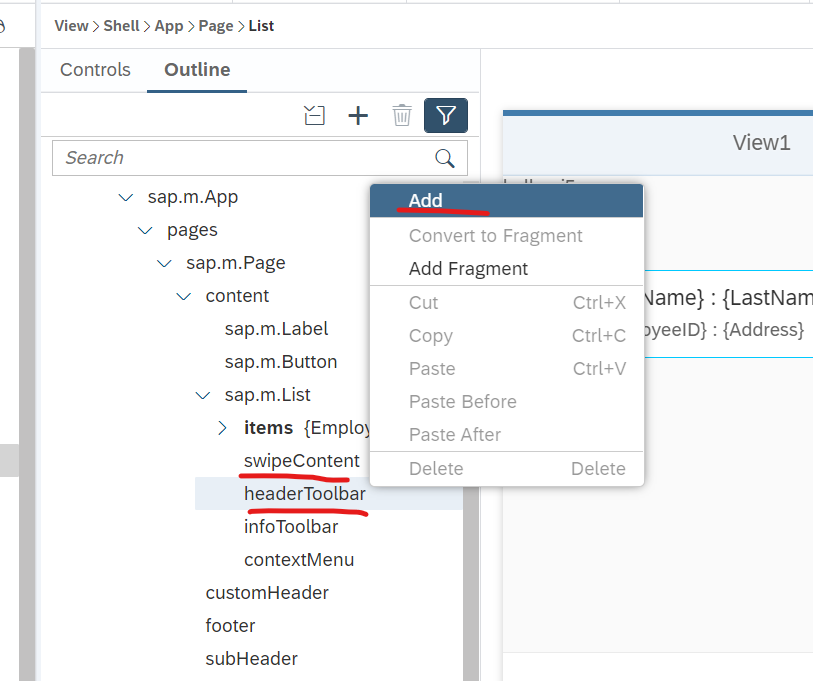 View > Shell > App > Page > List
Controls Outline
Search
sap.m.App
pages
sap.m.Page
content
sap.m.Label
sap.m.Button
sap.m.List
items {Employ
swipeContent
headerToolbar
infoToolbar
contextMenu
customHeader
footer
subHeader
Add
Convert to Fragment
Add Fragment
Cut Ctrl+X
Copy Ctrl+C
Paste Ctrl+V
Paste Before
Paste After
Delete Delete
View1
Name} : {LastNam
oyeeID} : {Address}